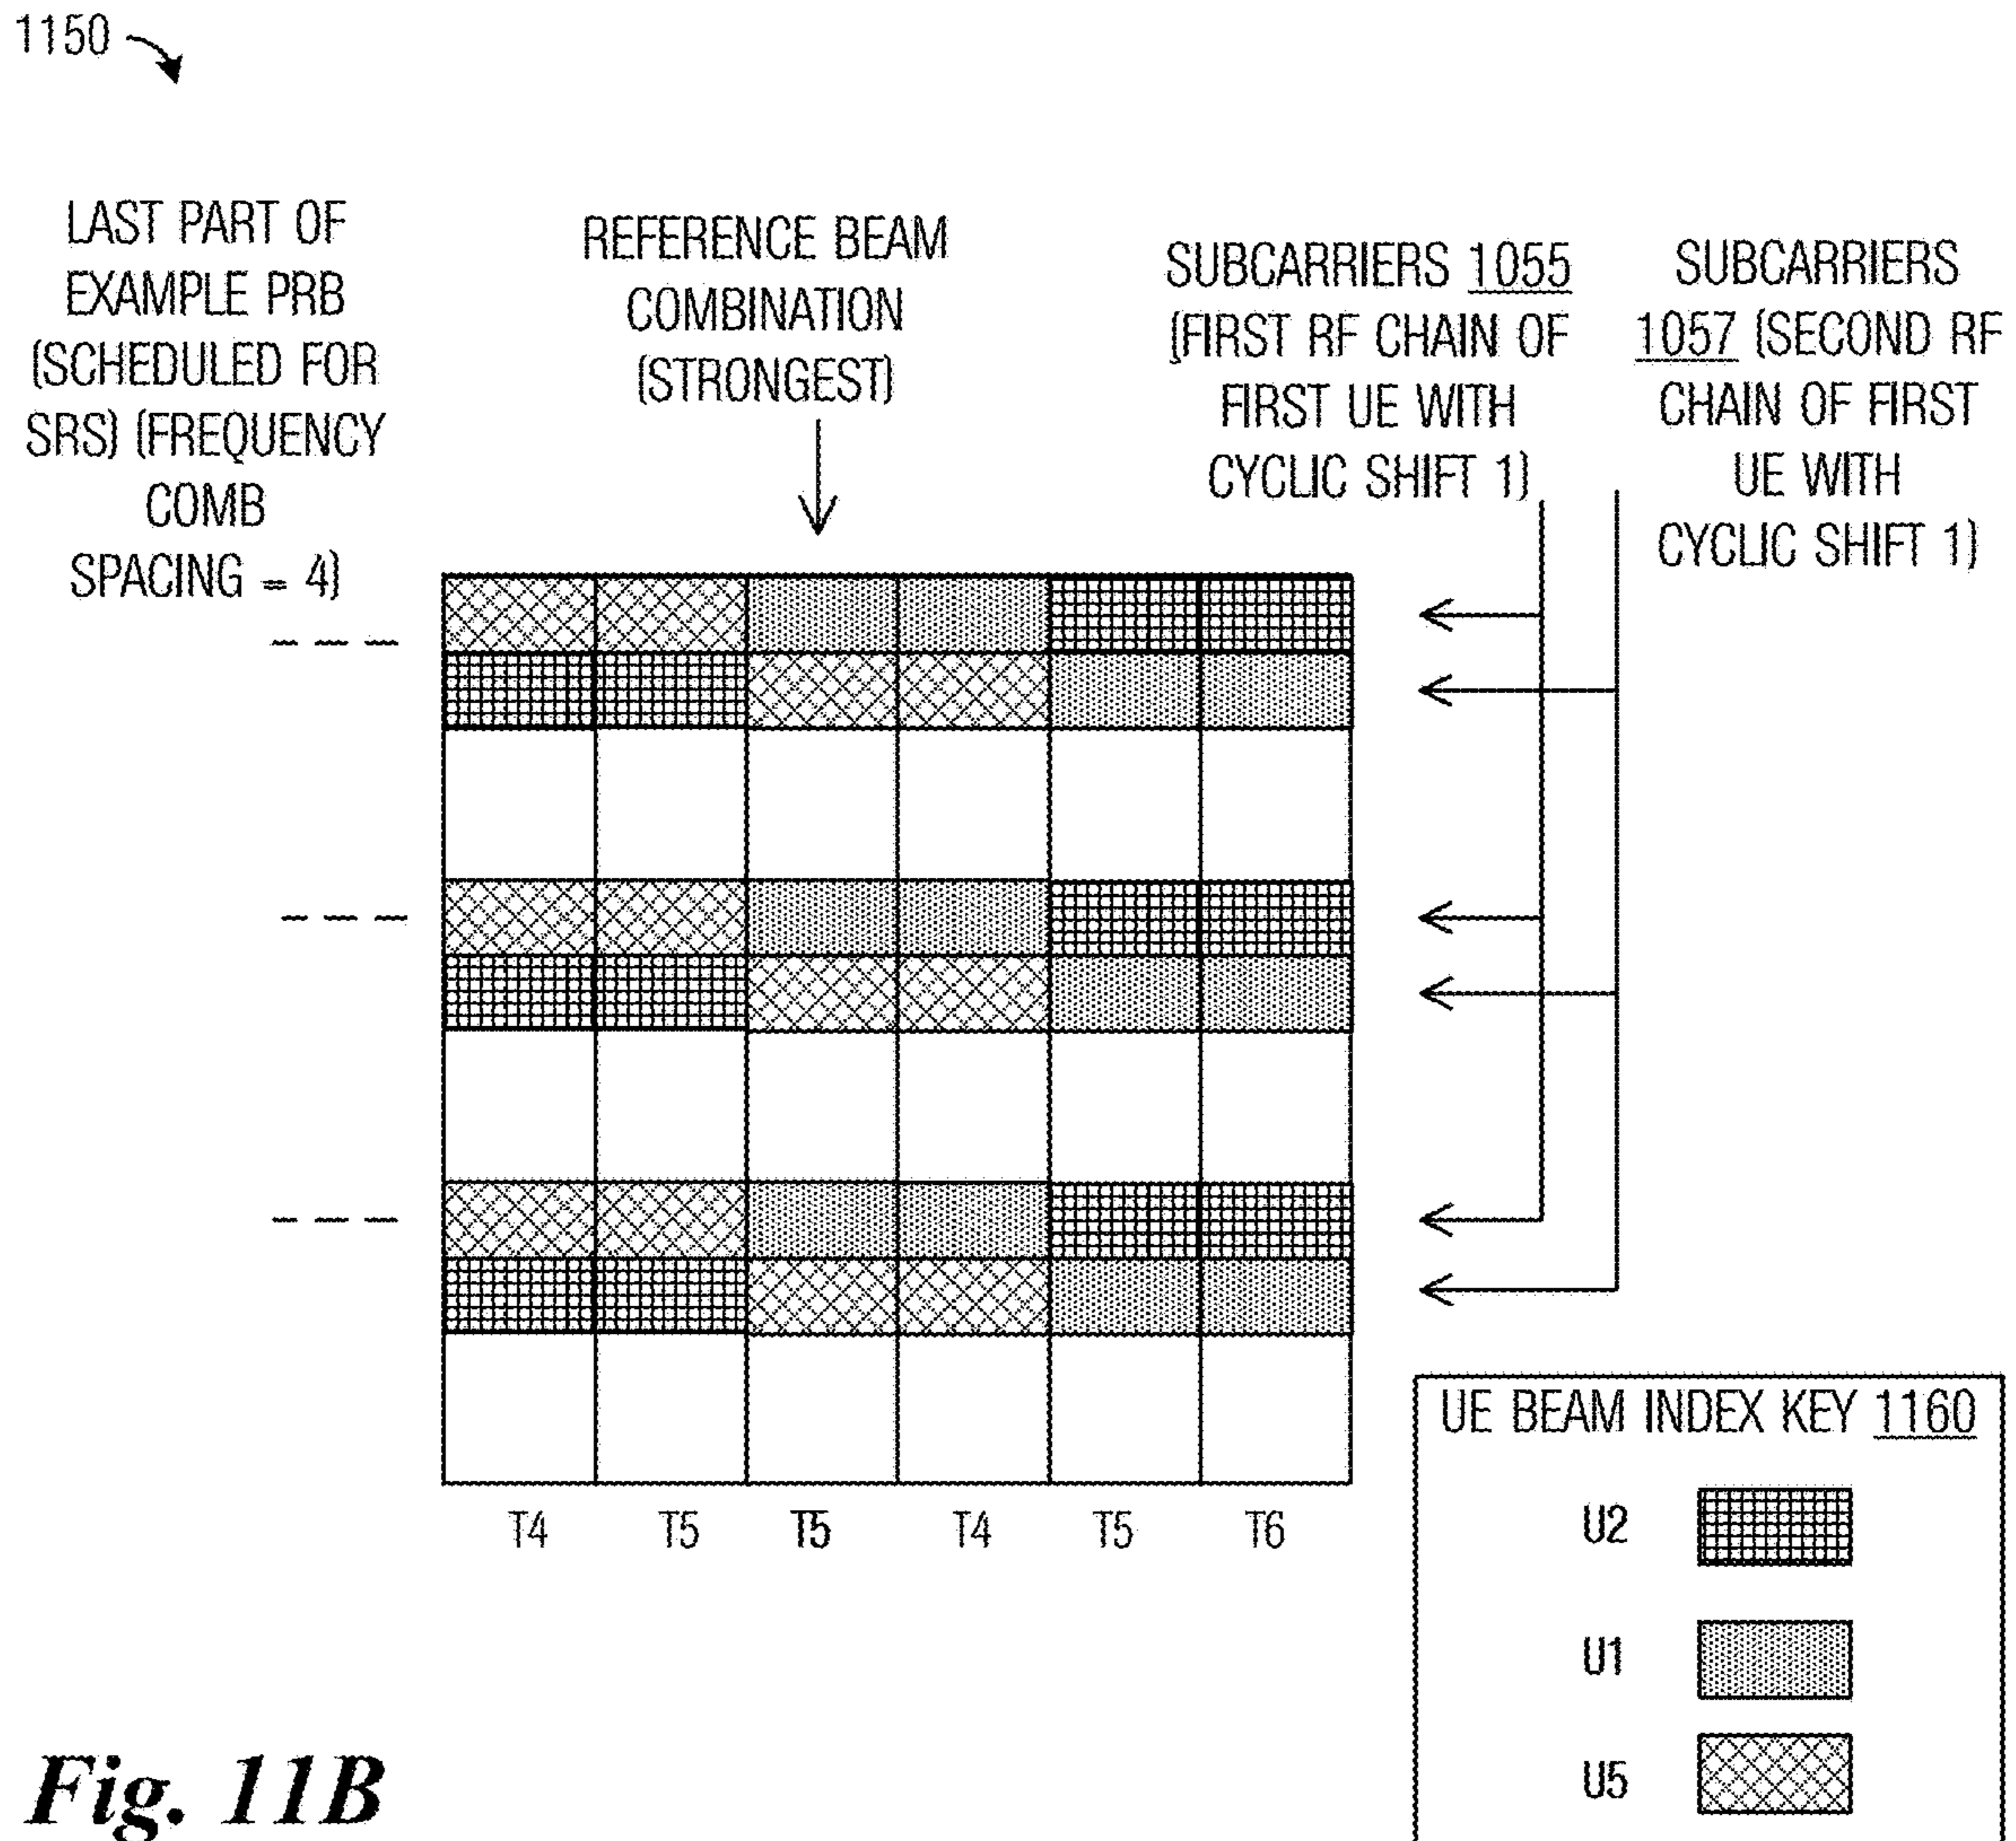 1150
LAST PART OF
EXAMPLE PRB
(SCHEDULED FOR
SRS) (FREQUENCY
COMB
SPACING = 4)
REFERENCE BEAM
COMBINATION
(STRONGEST)
SUBCARRIERS 1055
(FIRST RF CHAIN OF
FIRST UE WITH
CYCLIC SHIFT 1)
SUBCARRIERS
1057 (SECOND RF
CHAIN OF FIRST
UE WITH
CYCLIC SHIFT 1)
T4 T5 T5 T4 T5 T6
UE BEAM INDEX KEY 1160
U2
U1
U5
Fig. 11B